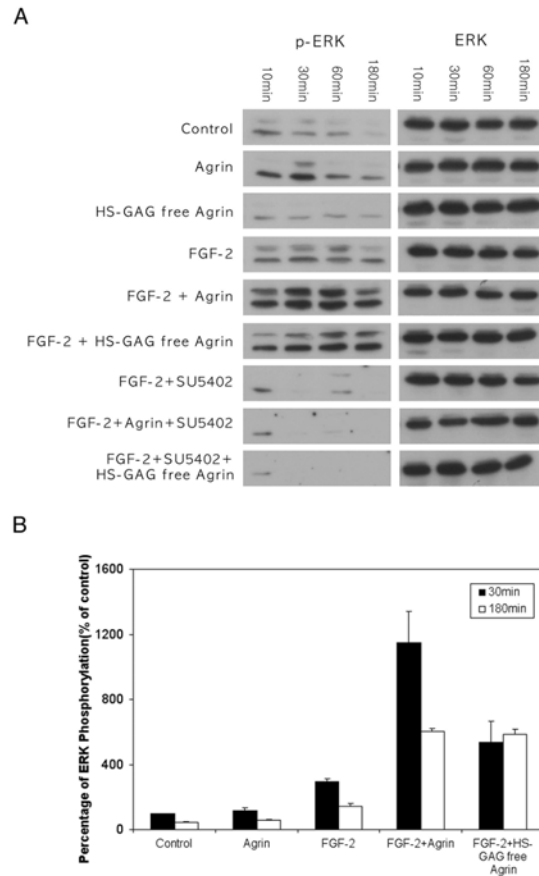 A
p-ERK ERK
10min 30min 60min 180min 10min 30min 60min 180min
Control
Agrin
HS-GAG free Agrin
FGF-2
FGF-2 + Agrin
FGF-2 + HS-GAG free Agrin
FGF-2+SU5402
FGF-2+Agrin+SU5402
FGF-2+SU5402+
HS-GAG free Agrin
B
Percentage of ERK Phosphorylation(% of control)
1600
1200
800
400
0
30min
180min
Control Agrin FGF-2 FGF-2+Agrin FGF-2+HS-
GAG free
Agrin